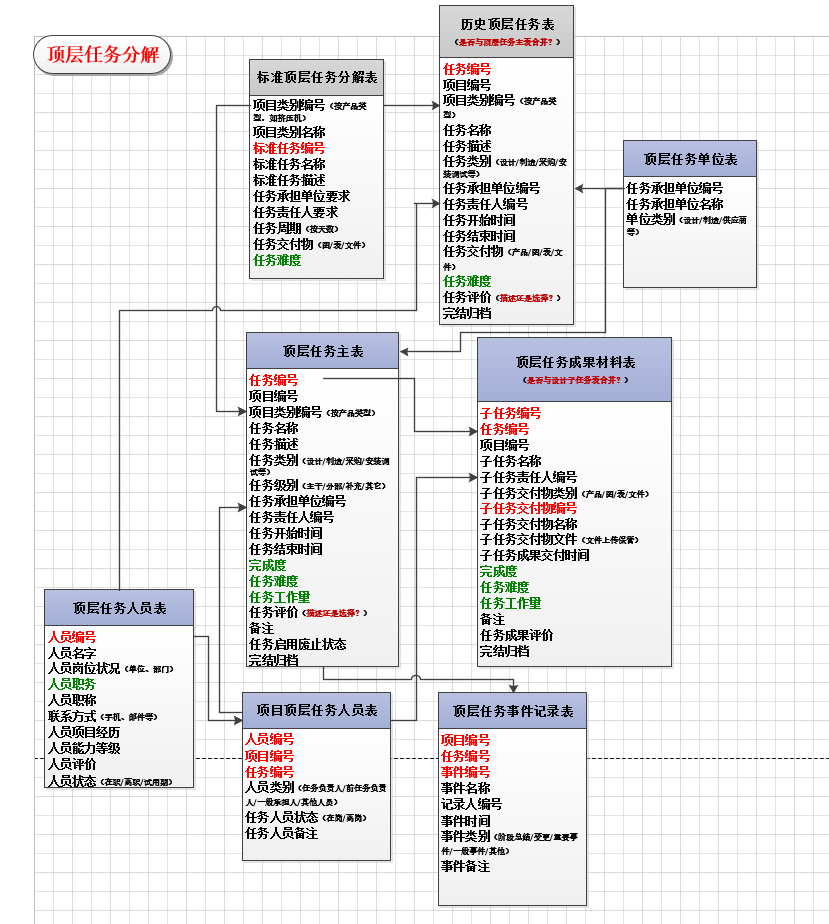 顶层任务分解
历史顶层任务表
(是否与顶层任务主表合并？)
任务编号
项目编号
项目类别编号（按产品类
型）
任务名称
任务描述
任务类别（设计/制造/采购/安
装调试等）
任务承担单位编号
任务责任人编号
任务开始时间
任务结束时间
任务交付物（产品/图/表/文
件）
任务难度
任务评价（描述还是选择？）
完结归档
标准顶层任务分解表
项目类别编号（按产品类
型，如挤压机）
项目类别名称
标准任务编号
标准任务名称
标准任务描述
任务承担单位要求
任务责任人要求
任务周期（按天数）
任务交付物（图/表/文件）
任务难度
顶层任务单位表
任务承担单位编号
任务承担单位名称
单位类别（设计/制造/供应商
等）
顶层任务主表
任务编号
项目编号
项目类别编号（按产品类型）
任务名称
任务描述
任务类别（设计/制造/采购/安装调
试等）
任务级别（主干/分部/补充/其它）
任务承担单位编号
任务责任人编号
任务开始时间
任务结束时间
完成度
任务难度
任务工作量
任务评价（描述还是选择？）
备注
任务启用废止状态
完结归档
顶层任务成果材料表
(是否与设计子任务表合并？)
子任务编号
任务编号
项目编号
子任务名称
子任务责任人编号
子任务交付物类别（产品/图/表/文件）
子任务交付物编号
子任务交付物名称
子任务交付物文件（文件上传保管）
子任务成果交付时间
完成度
任务难度
任务工作量
备注
任务成果评价
完结归档
顶层任务人员表
人员编号
人员名字
人员岗位状况（单位、部门）
人员职务
人员职称
联系方式（手机、邮件等）
人员项目经历
人员能力等级
人员评价
人员状态（在职/离职/试用期）
项目顶层任务人员表
人员编号
项目编号
任务编号
人员类别（任务负责人/前任务负责
人/一般承担人/其他人员）
任务人员状态（在岗/离岗）
任务人员备注
顶层任务事件记录表
项目编号
任务编号
事件编号
事件名称
记录人编号
事件时间
事件类别（阶段总结/变更/重要事
件/一般事件/其他）
事件备注